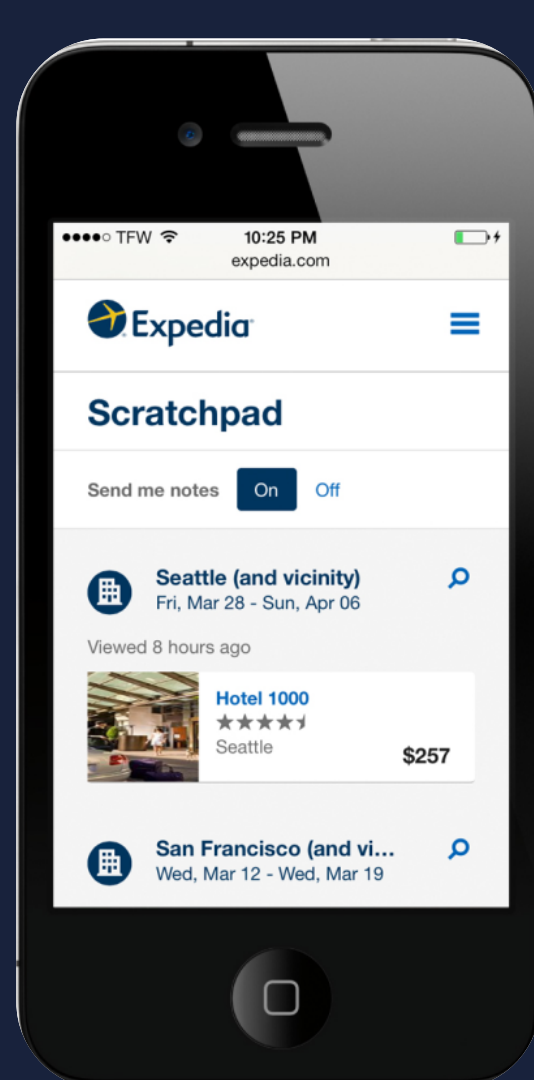 TFW 10:25 PM
expedia.com
Expedia
Scratchpad
Send me notes On Off
Seattle (and vicinity)
Fri, Mar 28 - Sun, Apr 06
Viewed 8 hours ago
Hotel 1000
Seattle
$257
San Francisco (and vi...
Wed, Mar 12 - Wed, Mar 19